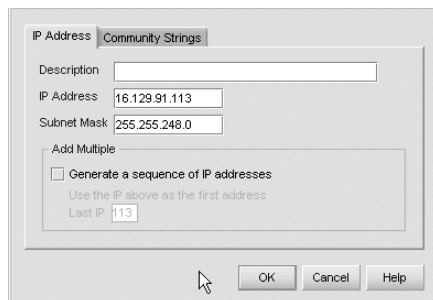 IP Address Community Strings
Description
IP Address 16.129.91.113
Subnet Mask 255.255.248.0
Add Multiple
Generate a sequence of IP addresses
Use the IP above as the first address
Last IP 113
OK Cancel Help